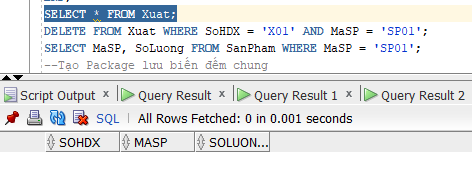 SELECT * FROM Xuat;
DELETE FROM Xuat WHERE SoHDX = 'X01' AND MaSP = 'SP01';
SELECT MaSP, SoLuong FROM SanPham WHERE MaSP = 'SP01';
--Tạo Package lưu biến đếm chung
Script Output × Query Result × Query Result 1 × Query Result 2
SQL | All Rows Fetched: 0 in 0.001 seconds
SOHDX MASP SOLUON...